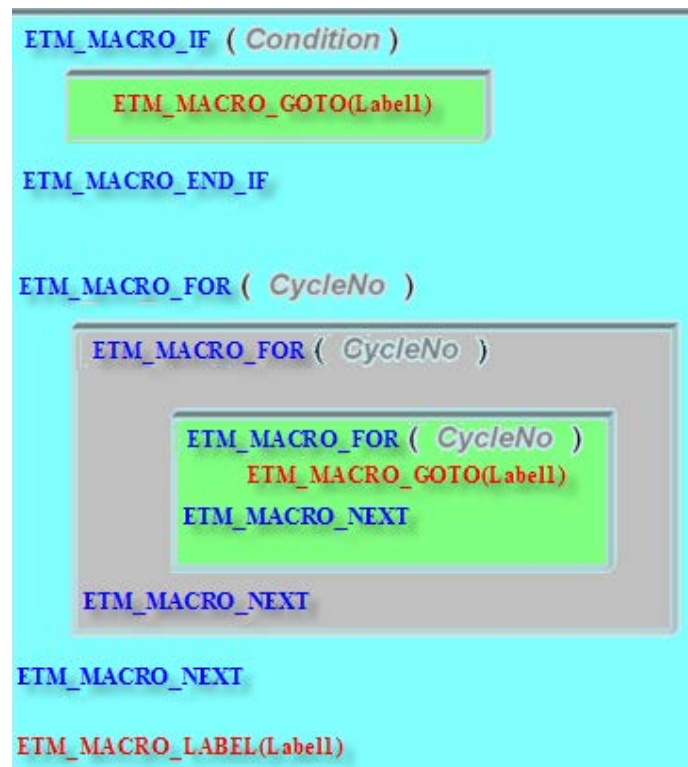 ETM_MACRO_IF ( Condition )
ETM_MACRO_GOTO(Label1)
ETM_MACRO_END_IF
ETM_MACRO_FOR ( CycleNo )
ETM_MACRO_FOR ( CycleNo )
ETM_MACRO_FOR ( CycleNo )
ETM_MACRO_GOTO(Label1)
ETM_MACRO_NEXT
ETM_MACRO_NEXT
ETM_MACRO_NEXT
ETM_MACRO_LABEL(Label1)